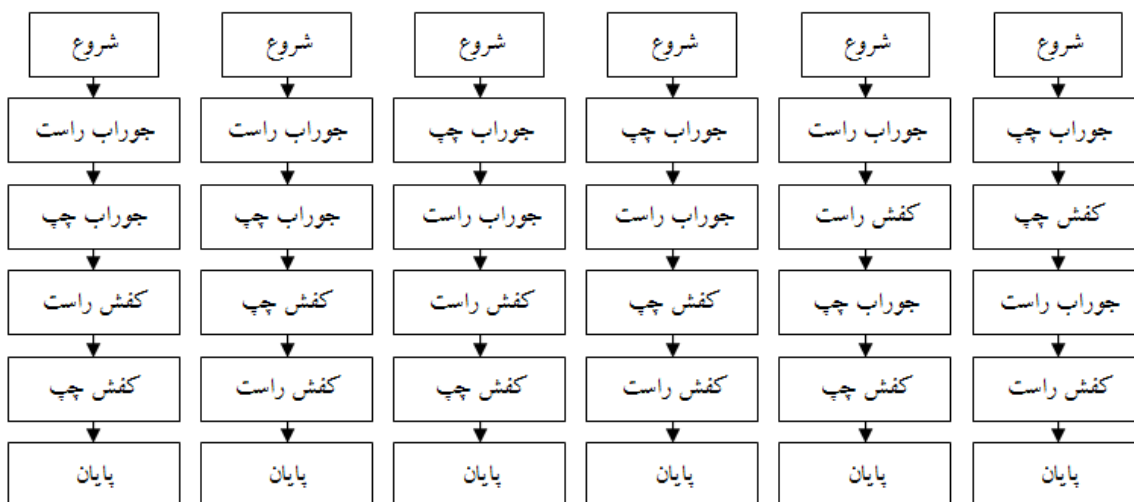 شروع
جوراب راست
جوراب چپ
کفش راست
کفش چپ
پایان
شروع
جوراب راست
جوراب چپ
کفش چپ
کفش راست
پایان
شروع
جوراب چپ
جوراب راست
کفش راست
کفش چپ
پایان
شروع
جوراب چپ
جوراب راست
کفش چپ
کفش راست
پایان
شروع
جوراب راست
کفش راست
جوراب چپ
کفش چپ
پایان
شروع
جوراب چپ
کفش چپ
جوراب راست
کفش راست
پایان